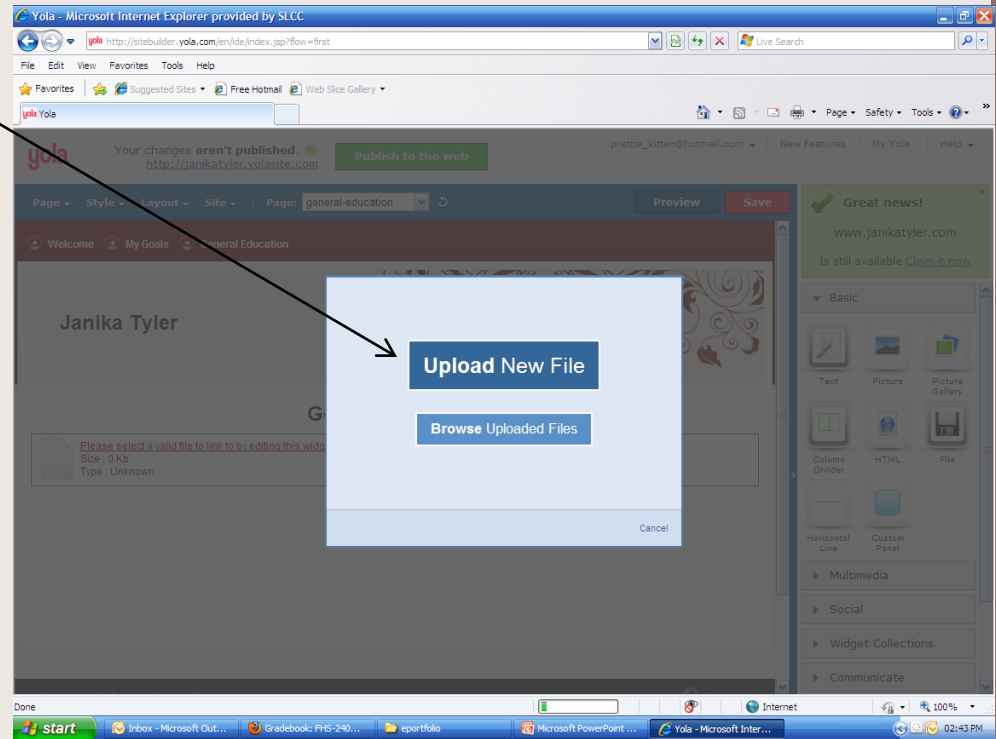 Yola - Microsoft Internet Explorer provided by SLCC
yola http://sitebuilder.yola.com/en/ide/index.jsp?flow=first
Live Search
File Edit View Favorites Tools Help
Favorites Suggested Sites Free Hotmail Web Slice Gallery
yola Yola
Page Safety Tools
yola
Your changes aren't published.
http://janikatyler.yolasite.com
Publish to the web
prettie_kitten@hotmail.com New Features My Yola Help
Page Style Layout Site Page: general-education
Preview Save
Great news!
www.janikatyler.com
Is still available Claim it now
Welcome My Goals General Education
Janika Tyler
Upload New File
Browse Uploaded Files
Cancel
Please select a valid file to link to by editing this widg
Size : 0 Kb
Type : Unknown
Basic
Text Picture Picture Gallery
Column Divider HTML File
Horizontal Line Custom Panel
Multimedia
Social
Widget Collections
Communicate
Done
Internet
100%
start
Inbox - Microsoft Out...
Gradebook: FHS-240...
eportfolio
Microsoft PowerPoint ...
Yola - Microsoft Inter...
02:43 PM